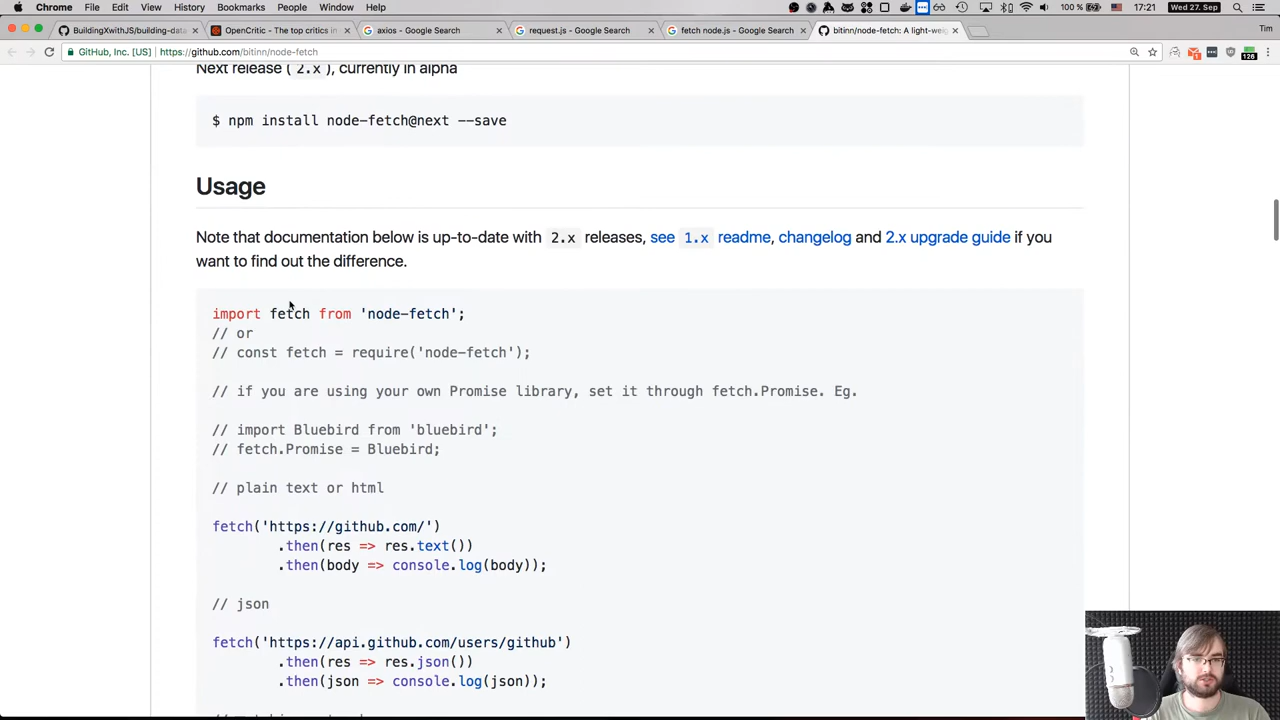 Chrome File Edit View History Bookmarks People Window Help 100 % Wed 27. Sep 17:21
BuildingXwithJS/building-data
OpenCritic - The top critics in
axios - Google Search
request.js - Google Search
fetch node.js - Google Search
bitinn/node-fetch: A light-weig
Tim
GitHub, Inc. [US] https://github.com/bitinn/node-fetch
Next release ( 2.x ), currently in alpha
$ npm install node-fetch@next --save
Usage
Note that documentation below is up-to-date with 2.x releases, see 1.x readme, changelog and 2.x upgrade guide if you
want to find out the difference.
import fetch from 'node-fetch';
// or
// const fetch = require('node-fetch');
// if you are using your own Promise library, set it through fetch.Promise. Eg.
// import Bluebird from 'bluebird';
// fetch.Promise = Bluebird;
// plain text or html
fetch('https://github.com/')
.then(res => res.text())
.then(body => console.log(body));
// json
fetch('https://api.github.com/users/github')
.then(res => res.json())
.then(json => console.log(json));